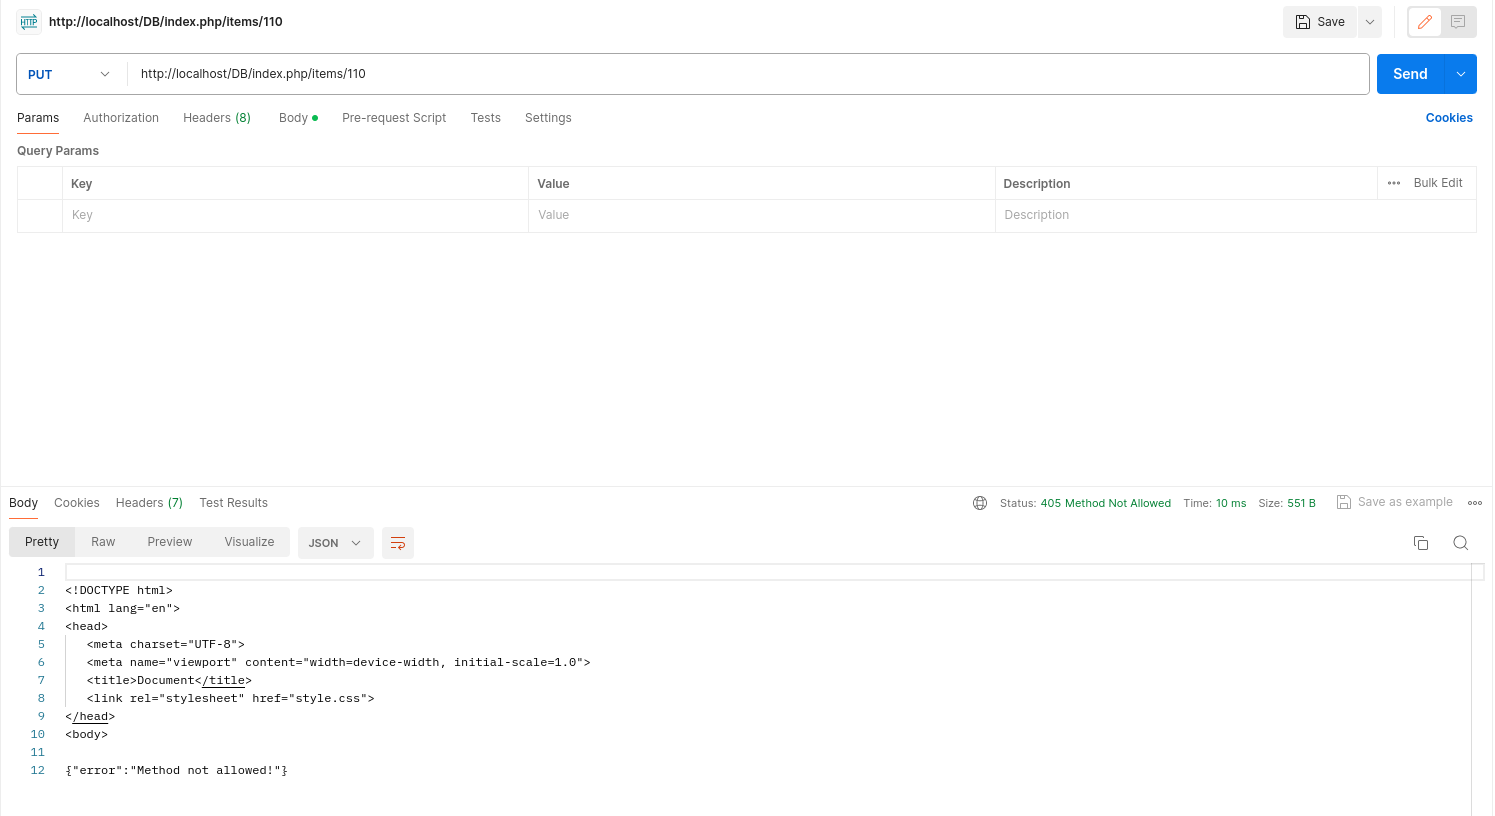 HTTP http://localhost/DB/index.php/items/110 Save
PUT http://localhost/DB/index.php/items/110 Send
Params Authorization Headers (8) Body Pre-request Script Tests Settings Cookies
Query Params
Key Value Description Bulk Edit
Key Value Description
Body Cookies Headers (7) Test Results Status: 405 Method Not Allowed Time: 10 ms Size: 551 B Save as example
Pretty Raw Preview Visualize JSON
1
2 <!DOCTYPE html>
3 <html lang="en">
4 <head>
5 <meta charset="UTF-8">
6 <meta name="viewport" content="width=device-width, initial-scale=1.0">
7 <title>Document</title>
8 <link rel="stylesheet" href="style.css">
9 </head>
10 <body>
11
12 {"error":"Method not allowed!"}